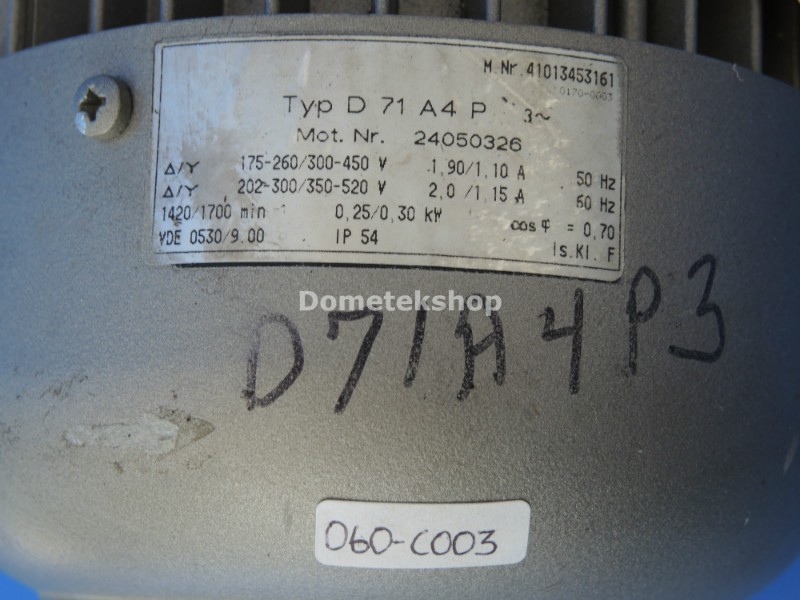 M.Nr. 41013453161
0170-0003
Typ D 71 A4 P 3~
Mot. Nr. 24050326
Δ/Y 175-260/300-450 V 1,90/1,10 A 50 Hz
Δ/Y 202-300/350-520 V 2,0 /1,15 A 60 Hz
1420/1700 min⁻¹ 0,25/0,30 kW cos φ = 0,70
VDE 0530/9.00 IP 54 Is.Kl. F
Dometekshop
D71A4P3
060-C003